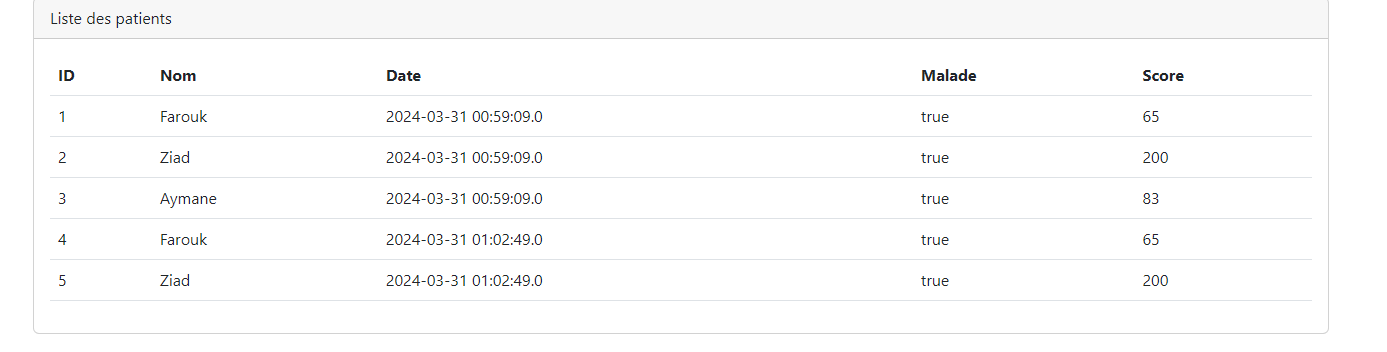 Liste des patients
ID Nom Date Malade Score
1 Farouk 2024-03-31 00:59:09.0 true 65
2 Ziad 2024-03-31 00:59:09.0 true 200
3 Aymane 2024-03-31 00:59:09.0 true 83
4 Farouk 2024-03-31 01:02:49.0 true 65
5 Ziad 2024-03-31 01:02:49.0 true 200